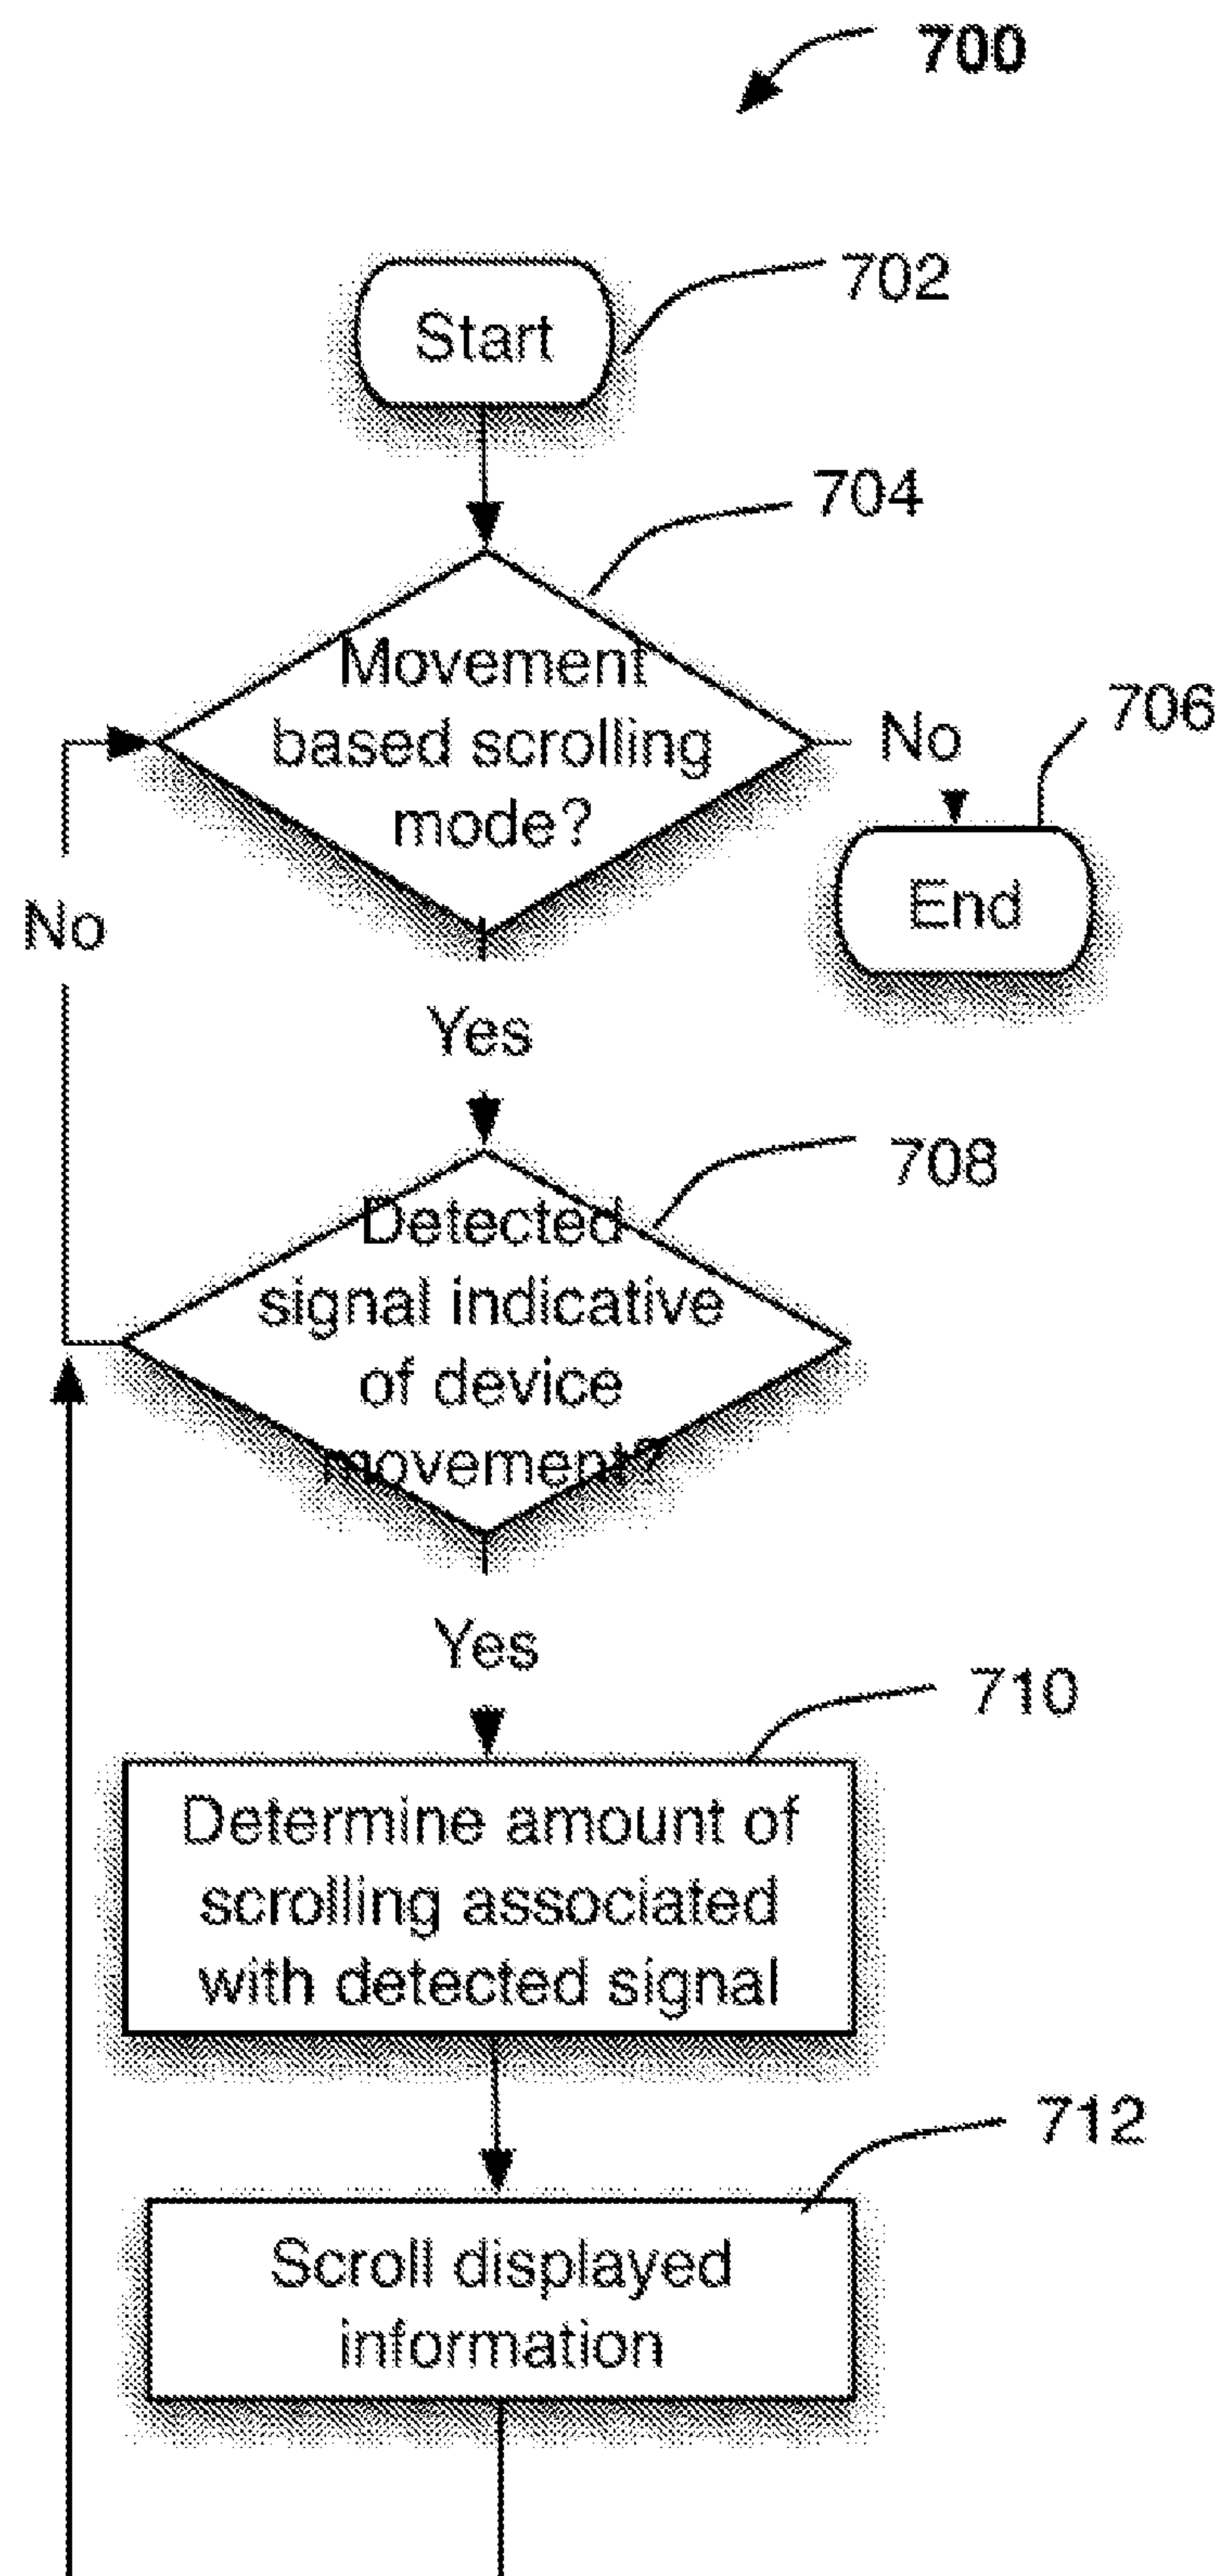 700
702
Start
704
Movement
based scrolling
mode?
No
706
End
No
Yes
708
Detected
signal indicative
of device
movement?
Yes
710
Determine amount of
scrolling associated
with detected signal
712
Scroll displayed
information